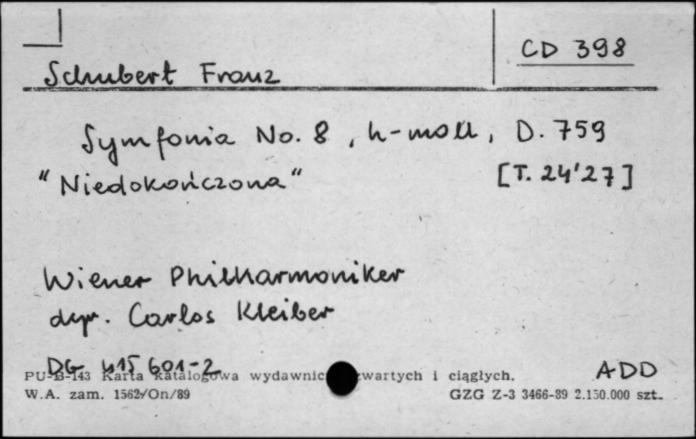 CD 398
Schubert Franz
Symfonia No. 8, h-moll, D. 759
"Niedokończona" [T. 24'27]
Wiener Philharmoniker
dyr. Carlos Kleiber
DG 415 601-2 ADD
PU-B-143 Karta katalogowa wydawnic zwartych i ciągłych.
W.A. zam. 1562/On/89 GZG Z-3 3466-89 2.150.000 szt.